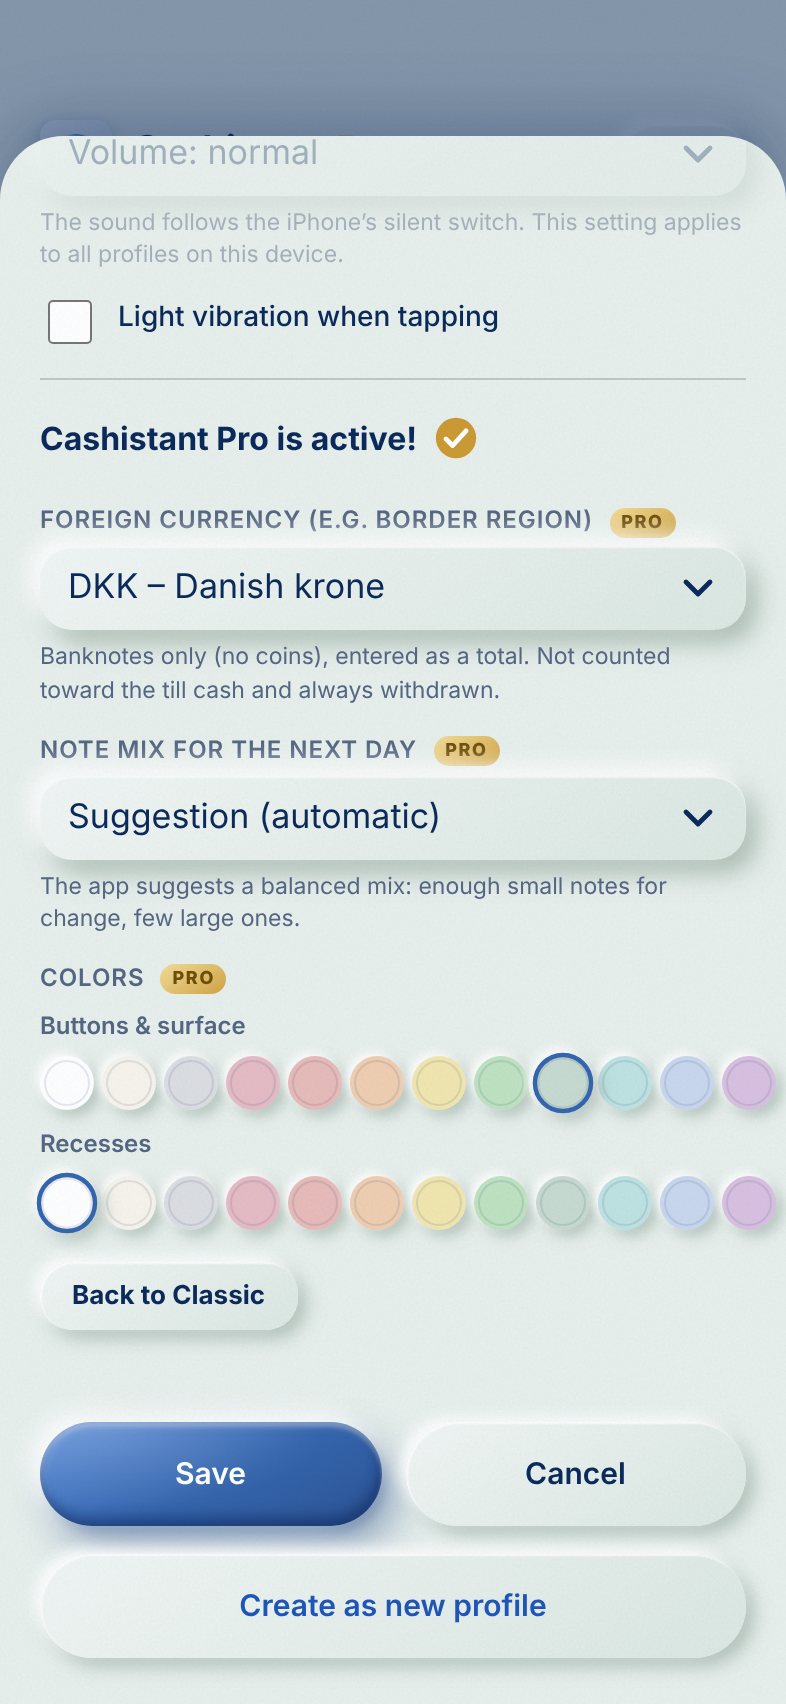 Volume: normal
The sound follows the iPhone’s silent switch. This setting applies
to all profiles on this device.
Light vibration when tapping
Cashistant Pro is active!
FOREIGN CURRENCY (E.G. BORDER REGION) PRO
DKK – Danish krone
Banknotes only (no coins), entered as a total. Not counted
toward the till cash and always withdrawn.
NOTE MIX FOR THE NEXT DAY PRO
Suggestion (automatic)
The app suggests a balanced mix: enough small notes for
change, few large ones.
COLORS PRO
Buttons & surface
Recesses
Back to Classic
Save
Cancel
Create as new profile